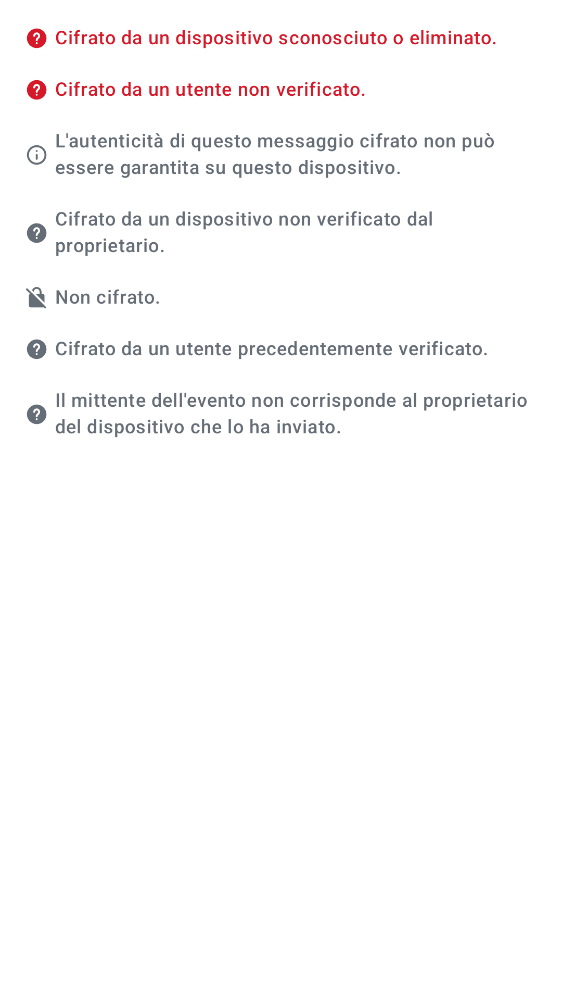 Cifrato da un dispositivo sconosciuto o eliminato.
Cifrato da un utente non verificato.
L'autenticità di questo messaggio cifrato non può
essere garantita su questo dispositivo.
Cifrato da un dispositivo non verificato dal
proprietario.
Non cifrato.
Cifrato da un utente precedentemente verificato.
Il mittente dell'evento non corrisponde al proprietario
del dispositivo che lo ha inviato.